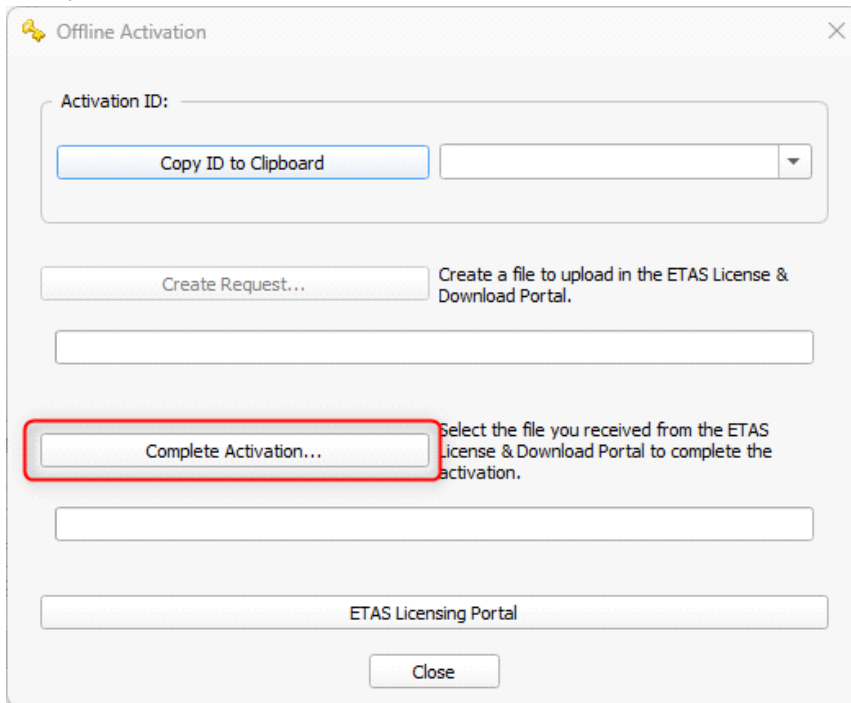 Offline Activation
Activation ID:
Copy ID to Clipboard
Create Request...
Create a file to upload in the ETAS License &
Download Portal.
Complete Activation...
Select the file you received from the ETAS
License & Download Portal to complete the
activation.
ETAS Licensing Portal
Close